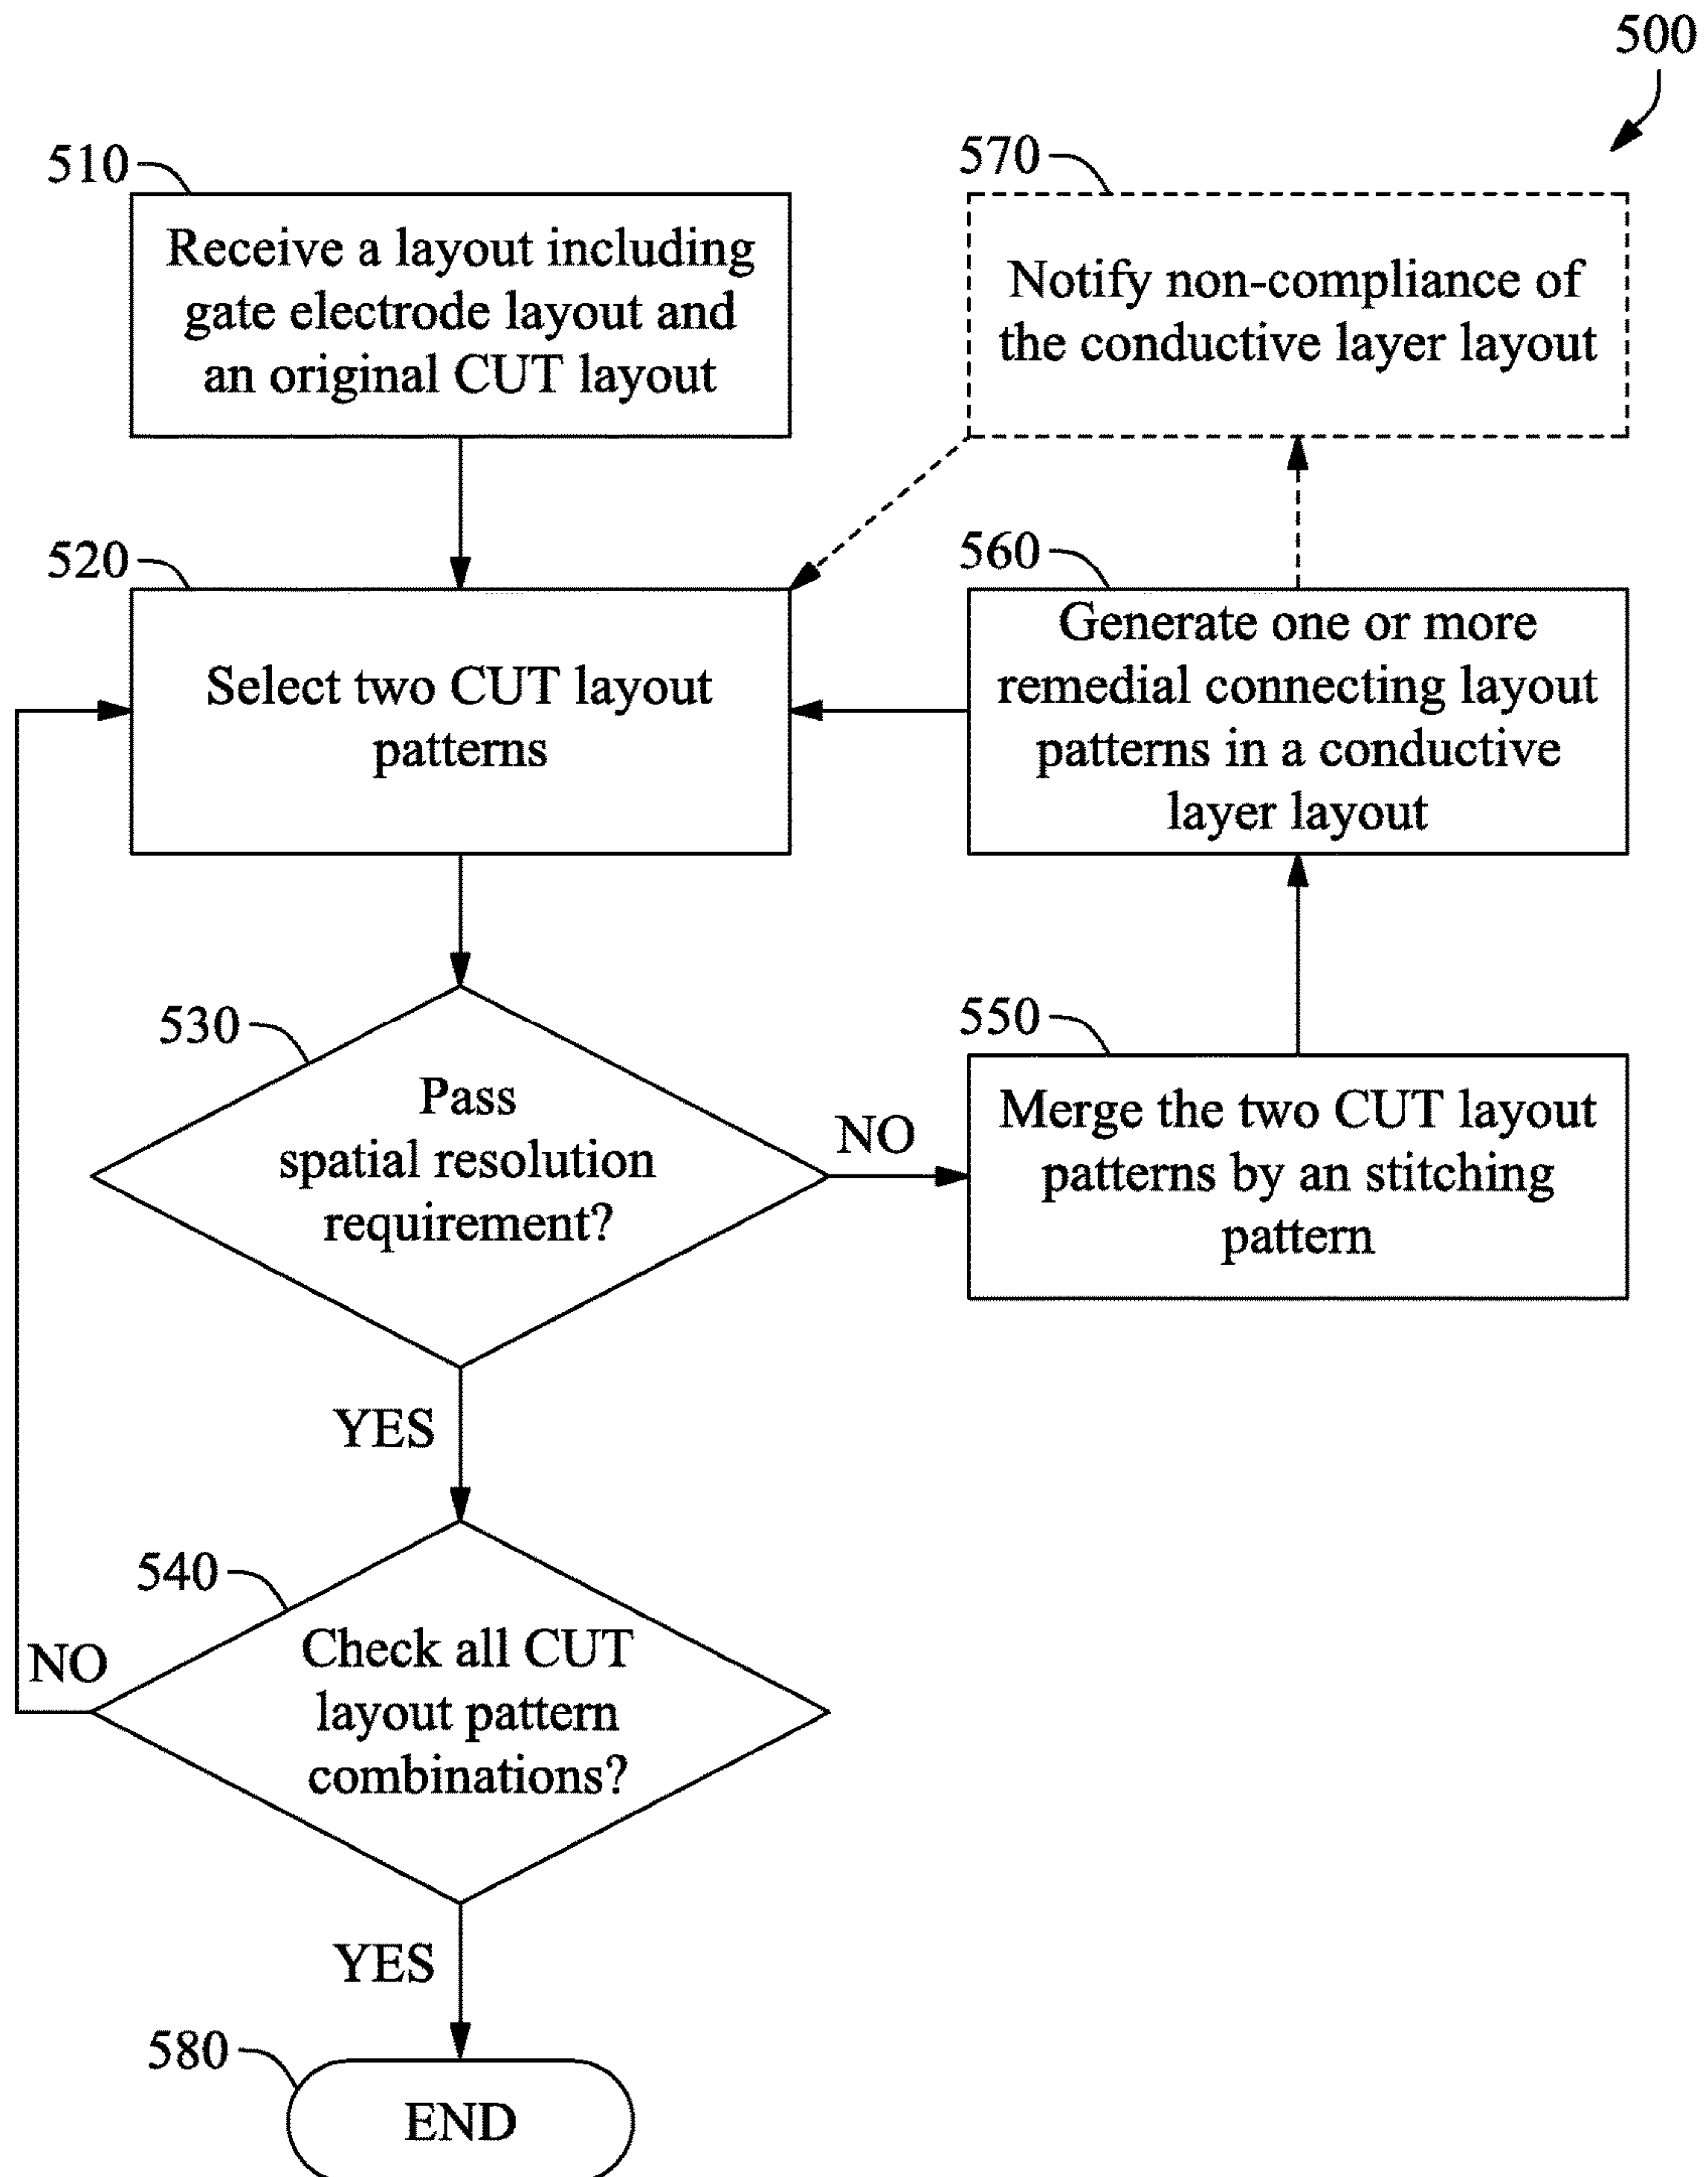 500
510
Receive a layout including
gate electrode layout and
an original CUT layout
570
Notify non-compliance of
the conductive layer layout
520
Select two CUT layout
patterns
560
Generate one or more
remedial connecting layout
patterns in a conductive
layer layout
530
Pass
spatial resolution
requirement?
NO
550
Merge the two CUT layout
patterns by an stitching
pattern
YES
540
Check all CUT
layout pattern
combinations?
NO
YES
580
END